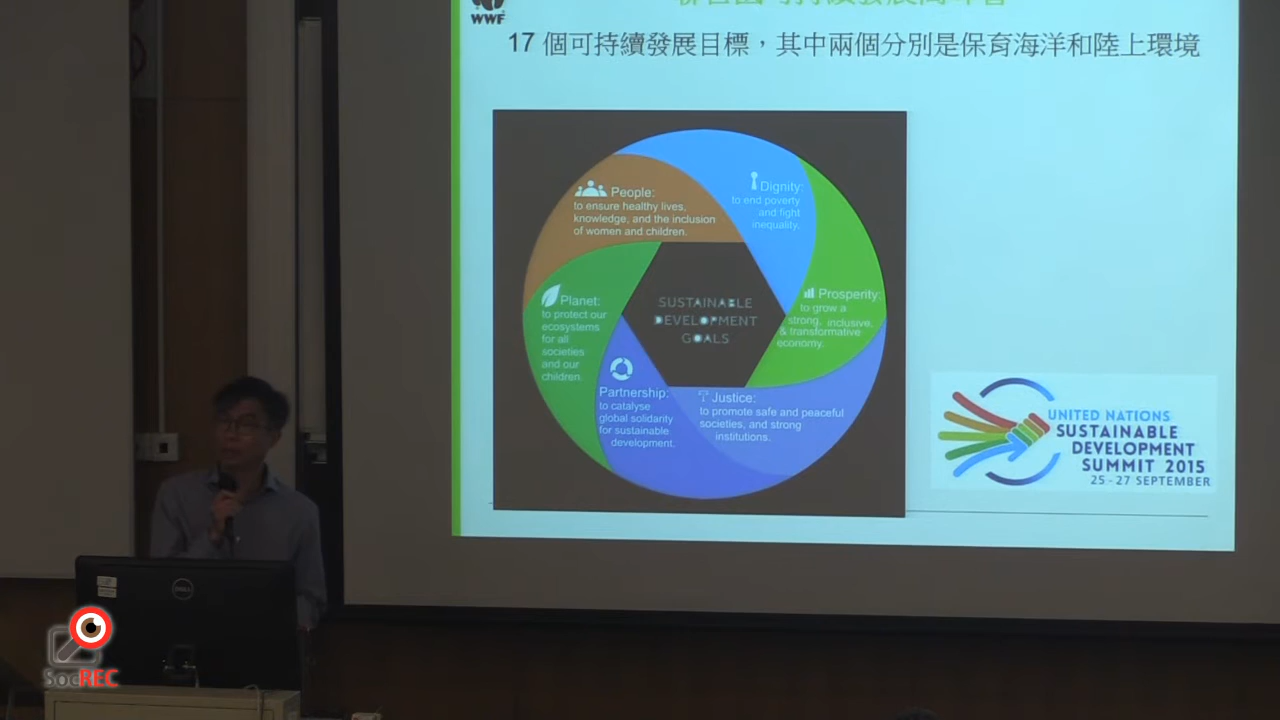 WWF
17 個可持續發展目標，其中兩個分別是保育海洋和陸上環境
People:
to ensure healthy lives,
knowledge, and the inclusion
of women and children.
Dignity:
to end poverty
and fight
inequality.
Planet:
to protect our
ecosystems
for all
societies
and our
children.
SUSTAINABLE
DEVELOPMENT
GOALS
Prosperity:
to grow a
strong, inclusive,
& transformative
economy.
Partnership:
to catalyse
global solidarity
for sustainable
development.
Justice:
to promote safe and peaceful
societies, and strong
institutions.
UNITED NATIONS
SUSTAINABLE
DEVELOPMENT
SUMMIT 2015
25 - 27 SEPTEMBER
DELL
SocREC